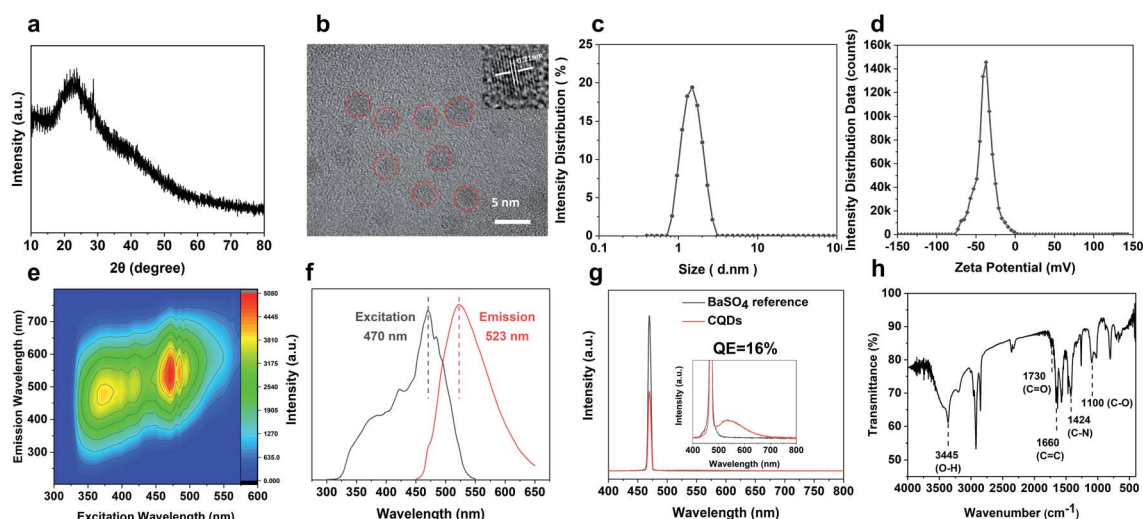 a
Intensity (a.u.)
10 20 30 40 50 60 70 80
2θ (degree)
b
0.21nm
5 nm
c
Intensity Distribution ( % )
25
20
15
10
5
0
0.1 1 10 100
Size ( d.nm )
d
Intensity Distribution Data (counts)
160k
140k
120k
100k
80k
60k
40k
20k
0
-150 -100 -50 0 50 100 150
Zeta Potential (mV)
e
Emission Wavelength (nm)
700
600
500
400
300
200
300 350 400 450 500 550 600
Excitation Wavelength (nm)
5080
4445
3810
3175
2540
1905
1270
635.0
0.000
f
Intensity (a.u.)
Excitation
470 nm
Emission
523 nm
300 350 400 450 500 550 600 650
Wavelength (nm)
g
Intensity (a.u.)
BaSO4 reference
CQDs
QE=16%
Intensity (a.u.)
400 500 600 700 800
Wavelength (nm)
400 450 500 550 600 650 700 750 800
Wavelength (nm)
h
Transmittance (%)
100
90
80
70
60
50
3445
(O-H)
1730
(C=O)
1660
(C=C)
1424
(C-N)
1100 (C-O)
4000 3500 3000 2500 2000 1500 1000 500
Wavenumber (cm-1)